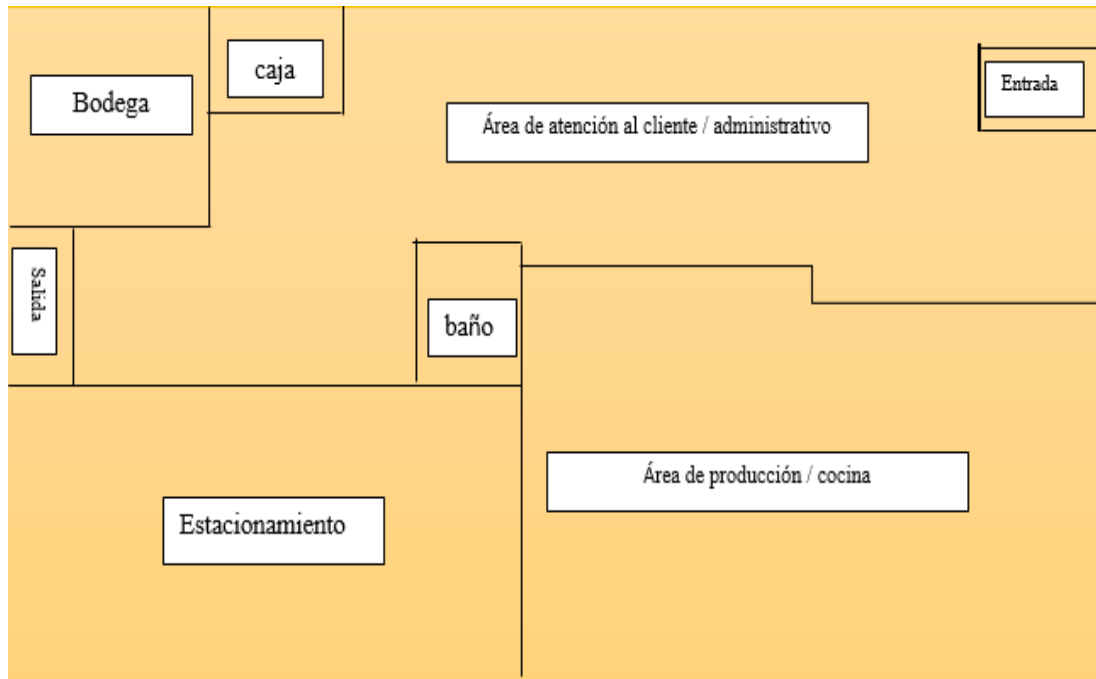 caja
Entrada
Bodega
Área de atención al cliente / administrativo
Salida
baño
Área de producción / cocina
Estacionamiento